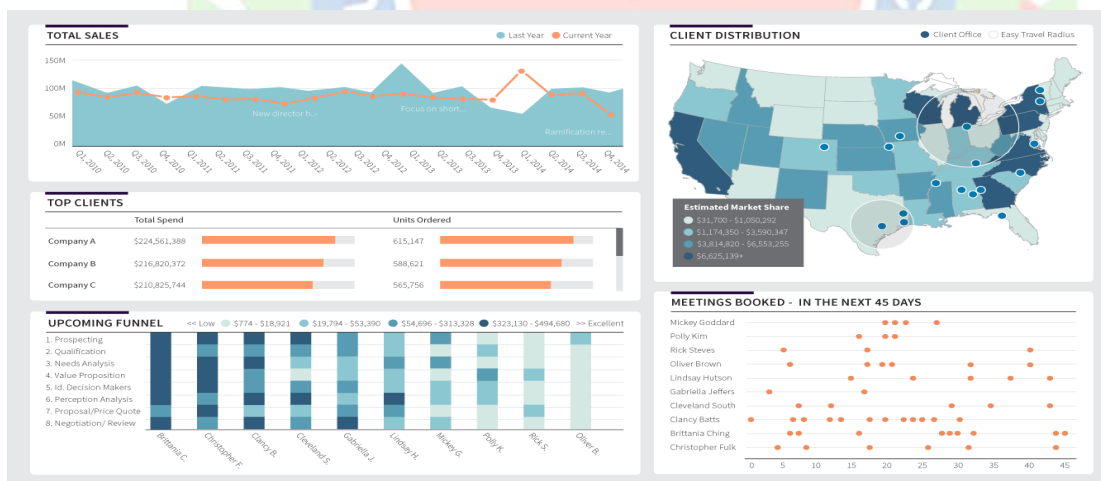 TOTAL SALES
Last Year Current Year
150M
100M
50M
0M
New director h..
Focus on short...
Ramification re...
Q1, 2010 Q2, 2010 Q3, 2010 Q4, 2010 Q1, 2011 Q2, 2011 Q3, 2011 Q4, 2011 Q1, 2012 Q2, 2012 Q3, 2012 Q4, 2012 Q1, 2013 Q2, 2013 Q3, 2013 Q4, 2013 Q1, 2014 Q2, 2014 Q3, 2014 Q4, 2014
TOP CLIENTS
Total Spend Units Ordered
Company A $224,561,388 615,147
Company B $216,820,372 588,621
Company C $210,825,744 565,756
UPCOMING FUNNEL << Low $774 - $18,921 $19,794 - $53,390 $54,696 - $313,328 $323,130 - $494,680 >> Excellent
1. Prospecting
2. Qualification
3. Needs Analysis
4. Value Proposition
5. Id. Decision Makers
6. Perception Analysis
7. Proposal/Price Quote
8. Negotiation/ Review
Brittania C. Christopher F. Clancy B. Cleveland S. Gabriella J. Lindsay H. Mickey G. Polly K. Rick S. Oliver B.
CLIENT DISTRIBUTION Client Office Easy Travel Radius
Estimated Market Share
$31,700 - $1,050,292
$1,174,350 - $3,590,347
$3,814,820 - $6,553,255
$6,625,139+
MEETINGS BOOKED - IN THE NEXT 45 DAYS
Mickey Goddard
Polly Kim
Rick Steves
Oliver Brown
Lindsay Hutson
Gabriella Jeffers
Cleveland South
Clancy Batts
Brittania Ching
Christopher Fulk
0 5 10 15 20 25 30 35 40 45